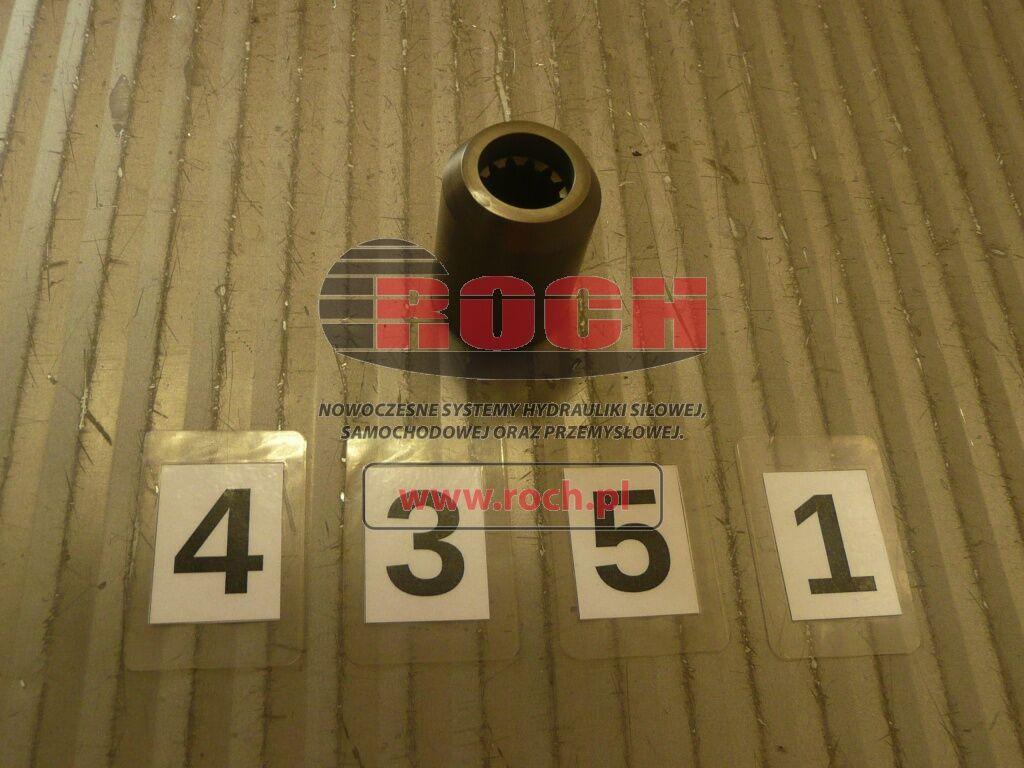 ROCH
NOWOCZESNE SYSTEMY HYDRAULIKI SIŁOWEJ,
SAMOCHODOWEJ ORAZ PRZEMYSŁOWEJ.
www.roch.pl
4 3 5 1